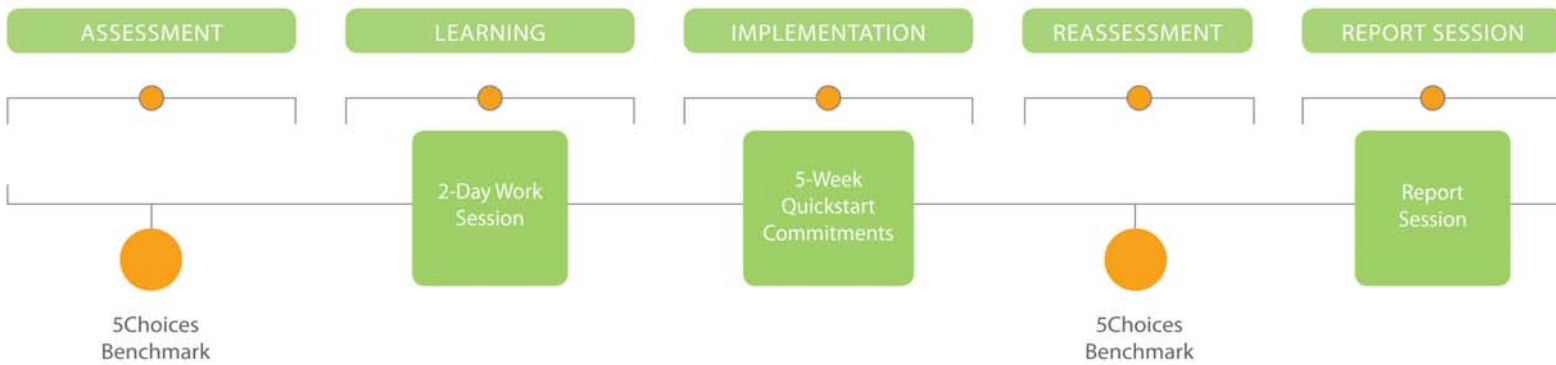 ASSESSMENT
LEARNING
IMPLEMENTATION
REASSESSMENT
REPORT SESSION
2-Day Work
Session
5-Week
Quickstart
Commitments
Report
Session
5Choices
Benchmark
5Choices
Benchmark